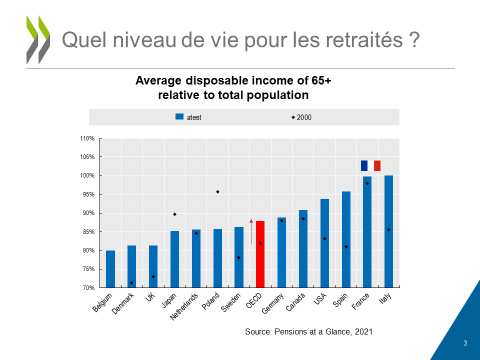 Quel niveau de vie pour les retraités ?
Average disposable income of 65+
relative to total population
atest
2000
110%
105%
100%
95%
90%
85%
80%
75%
70%
Belgium
Denmark
UK
Japan
Netherlands
Poland
Sweden
OECD
Germany
Canada
USA
Spain
France
Italy
Source: Pensions at a Glance, 2021
3